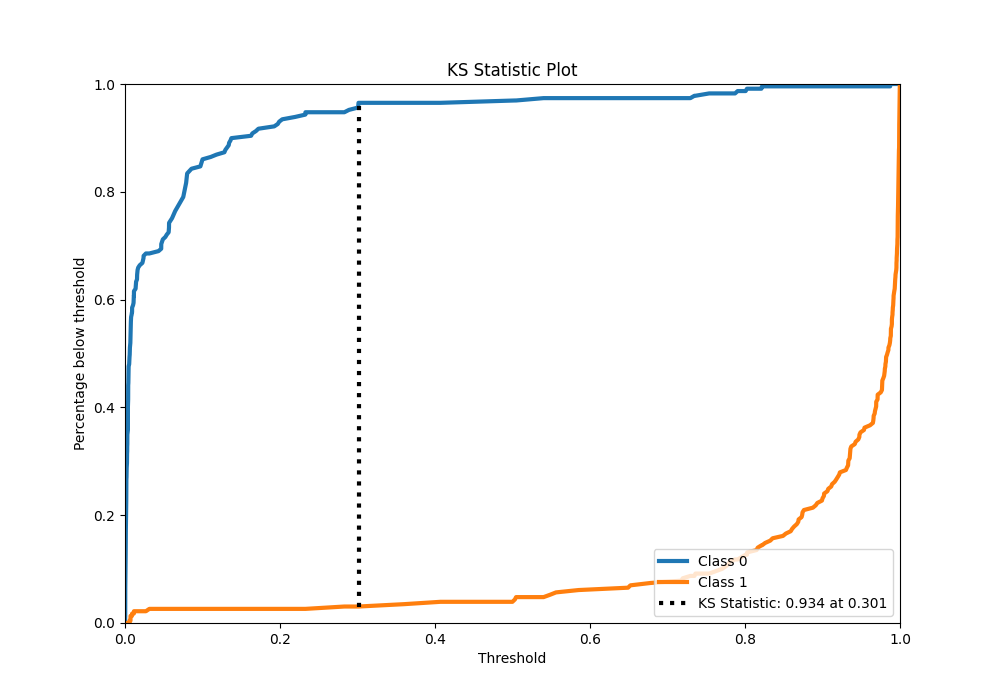 KS Statistic Plot
Percentage below threshold
1.0
0.8
0.6
0.4
0.2
0.0
0.0 0.2 0.4 0.6 0.8 1.0
Threshold
Class 0
Class 1
KS Statistic: 0.934 at 0.301